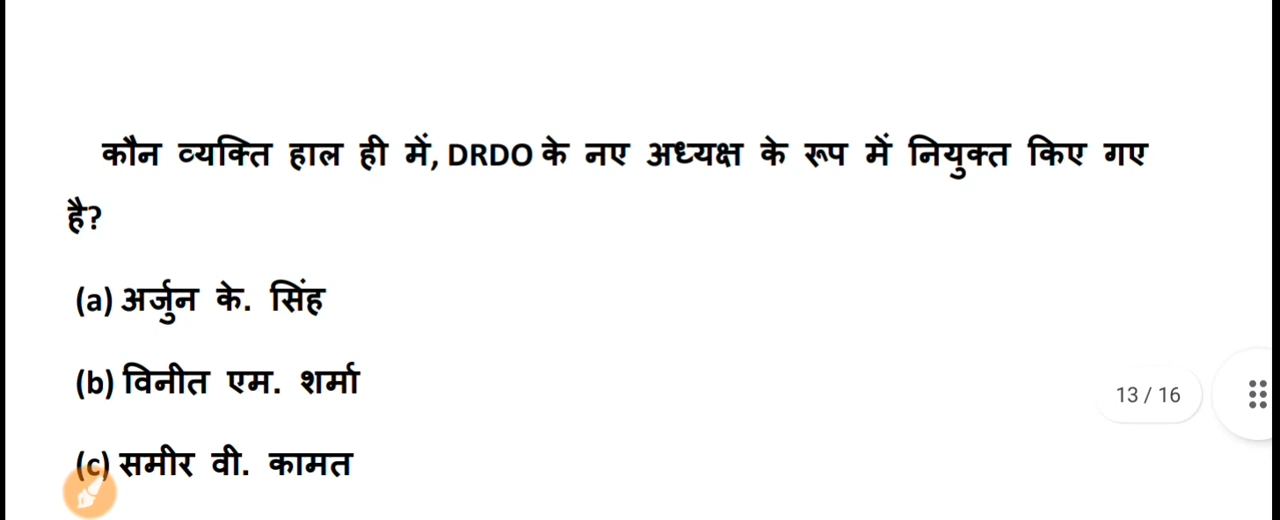 कौन व्यक्ति हाल ही में, DRDO के नए अध्यक्ष के रूप में नियुक्त किए गए
है?
(a) अर्जुन के. सिंह
(b) विनीत एम. शर्मा
13 / 16
(c) समीर वी. कामत